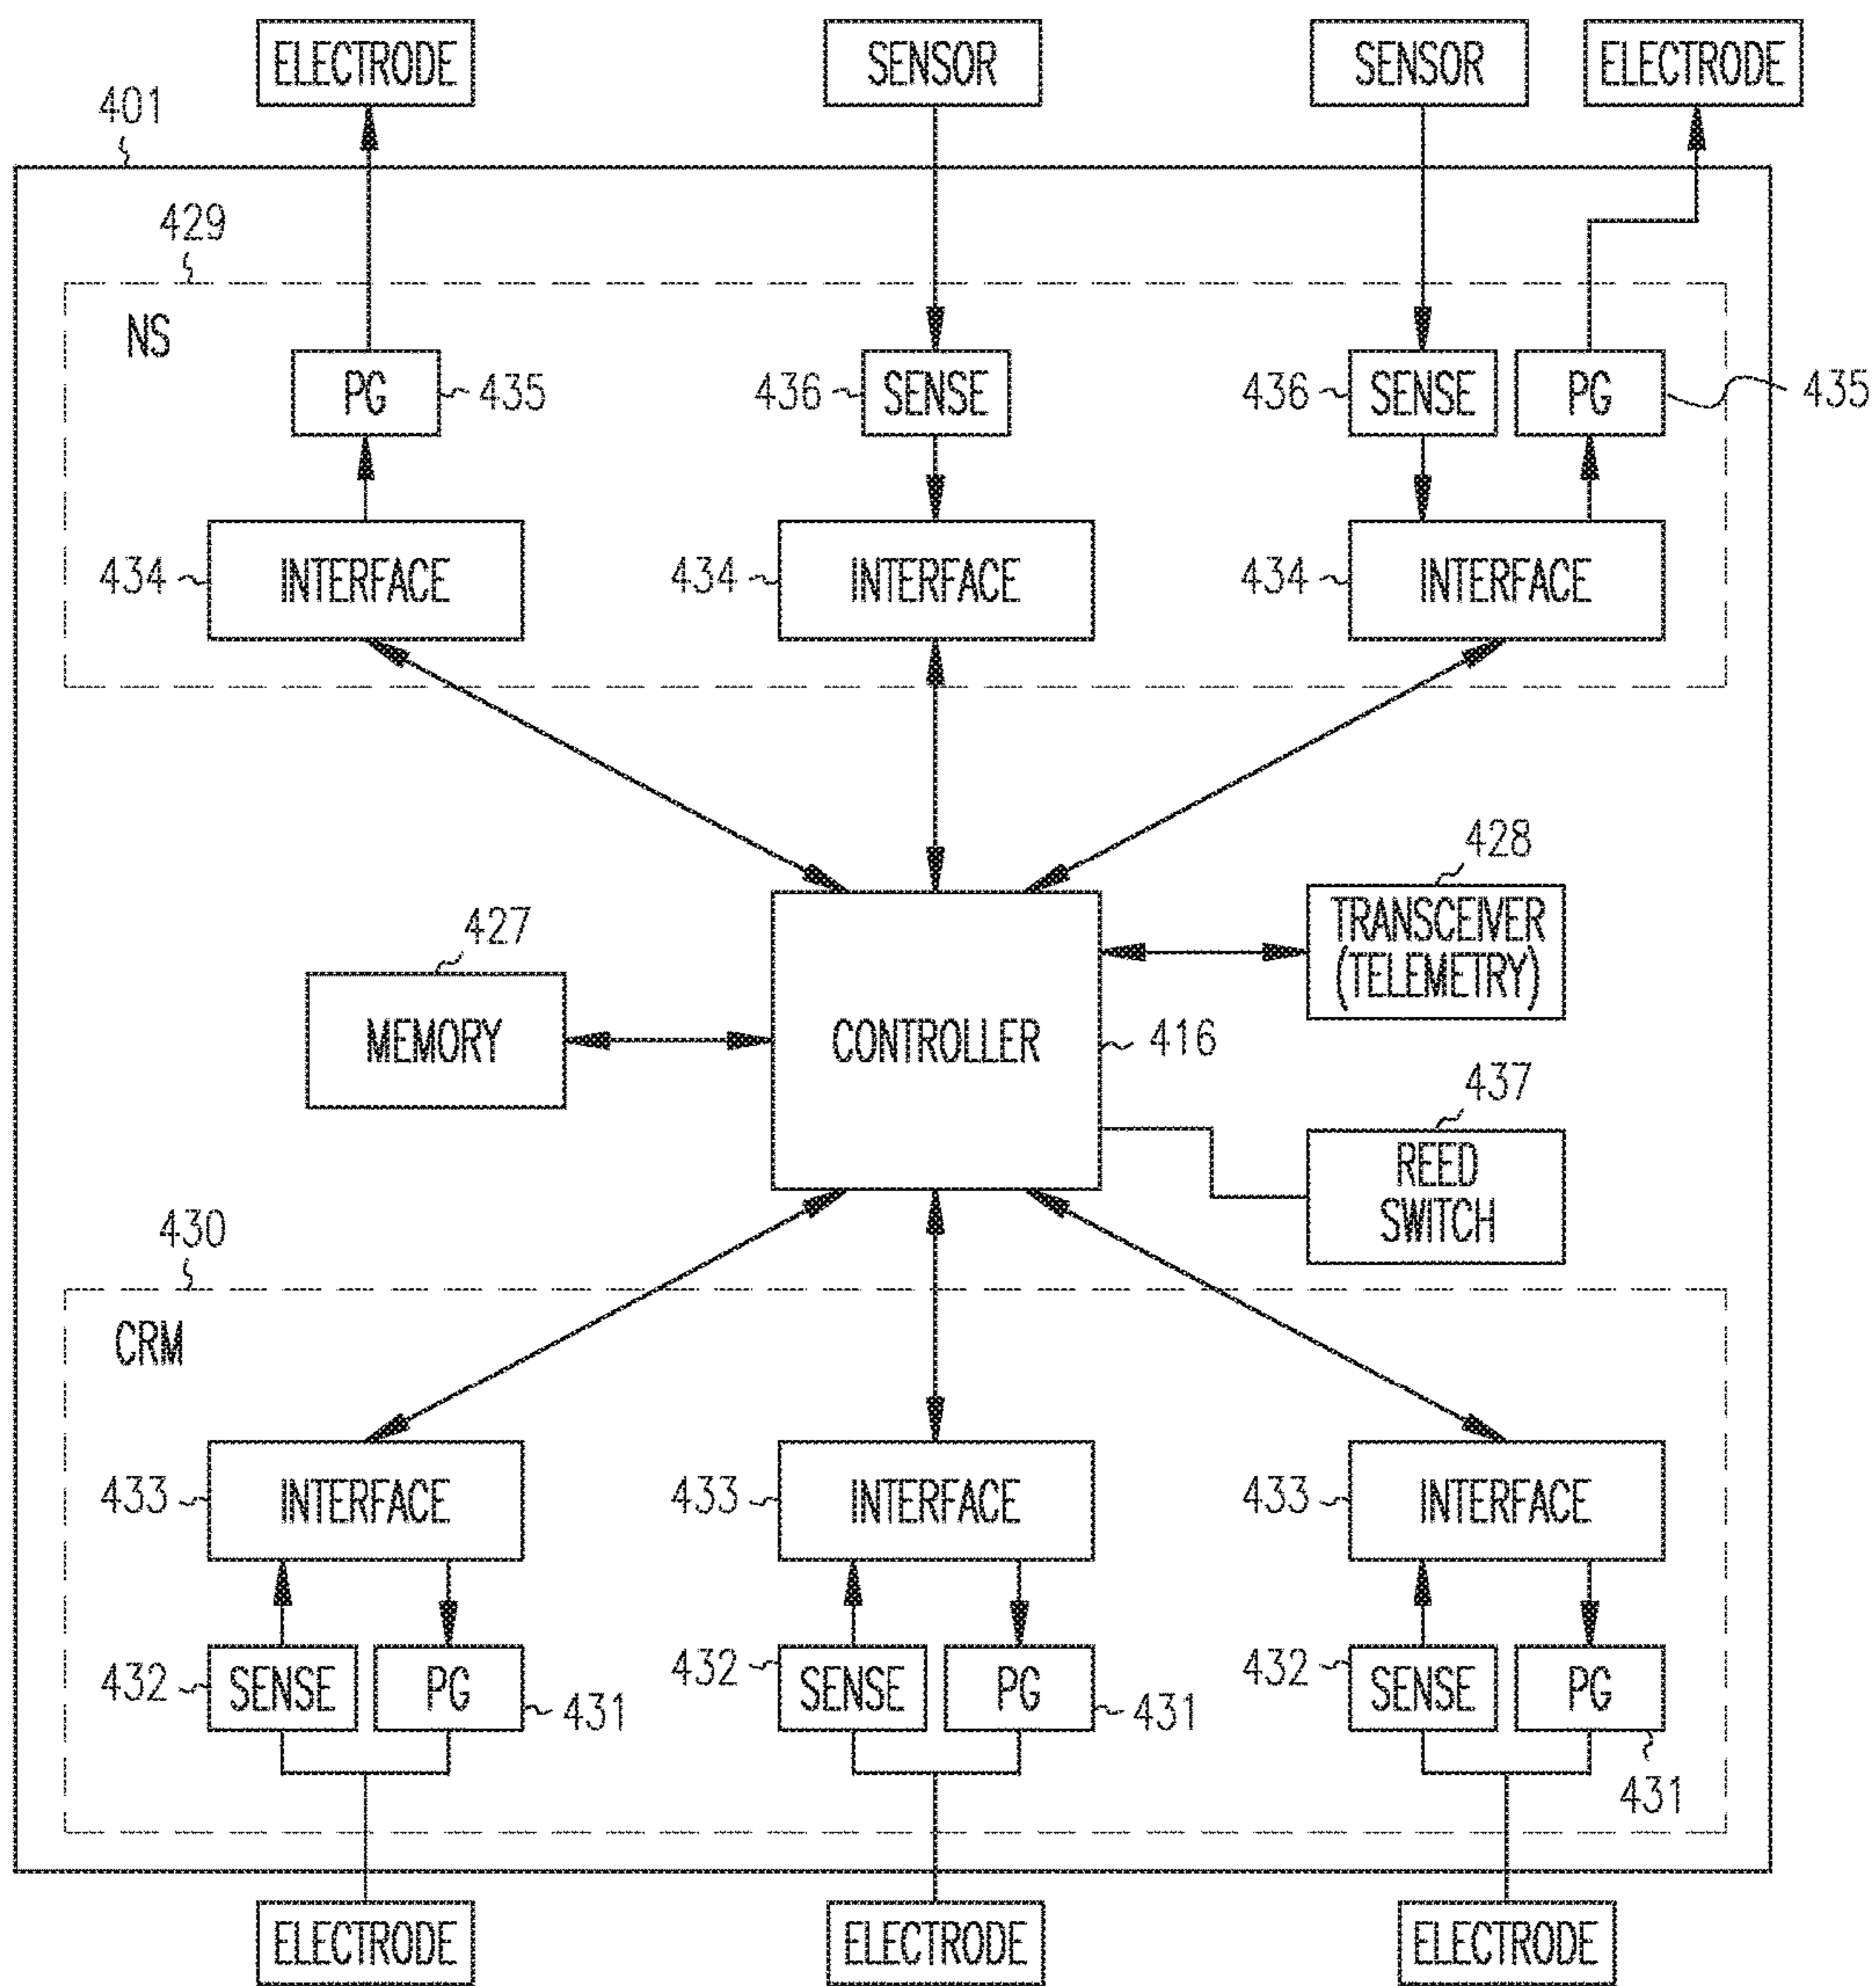 ELECTRODE SENSOR SENSOR ELECTRODE
401
429
NS
PG 435 436 SENSE 436 SENSE PG 435
434 INTERFACE 434 INTERFACE 434 INTERFACE
428
TRANSCEIVER
(TELEMETRY)
427
MEMORY CONTROLLER 416
437
REED
SWITCH
430
CRM
433 INTERFACE 433 INTERFACE 433 INTERFACE
432 SENSE PG 431 432 SENSE PG 431 432 SENSE PG
431
ELECTRODE ELECTRODE ELECTRODE